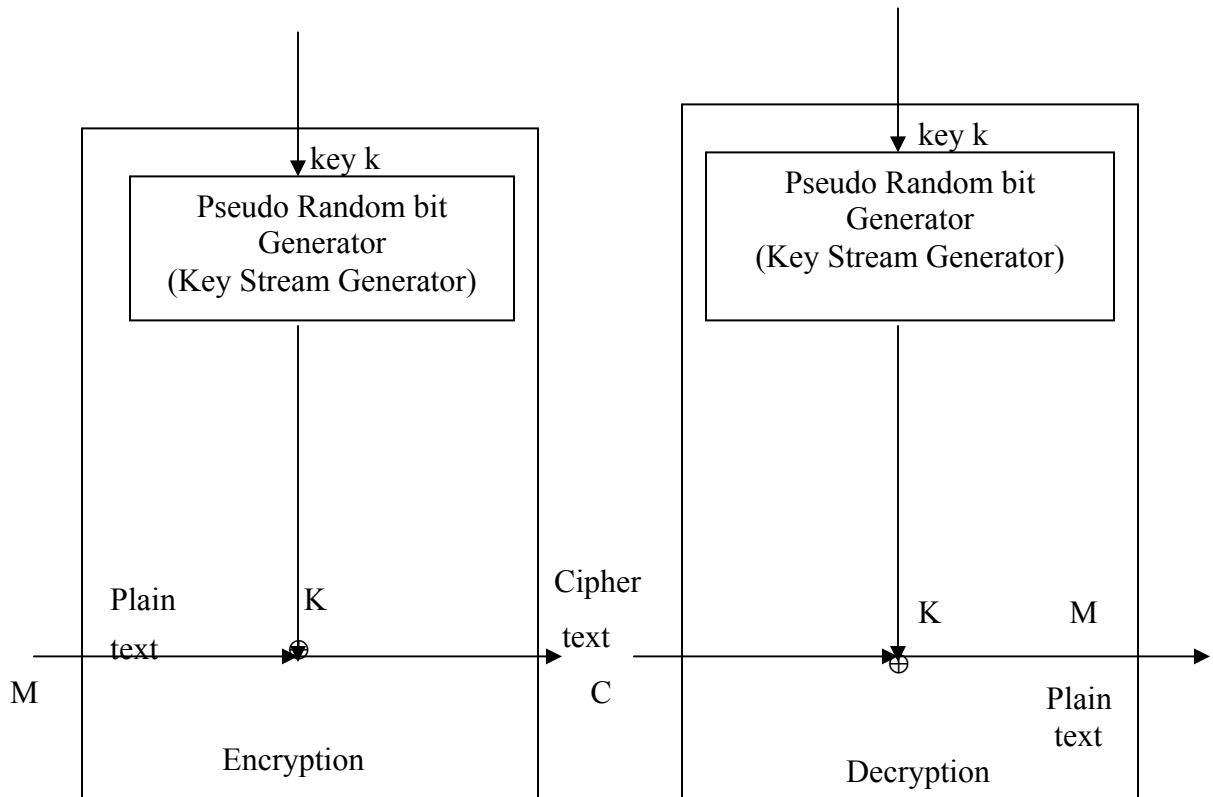 key k
Pseudo Random bit
Generator
(Key Stream Generator)
Plain
text
K
M
Cipher
text
C
Encryption
key k
Pseudo Random bit
Generator
(Key Stream Generator)
K
M
Plain
text
Decryption